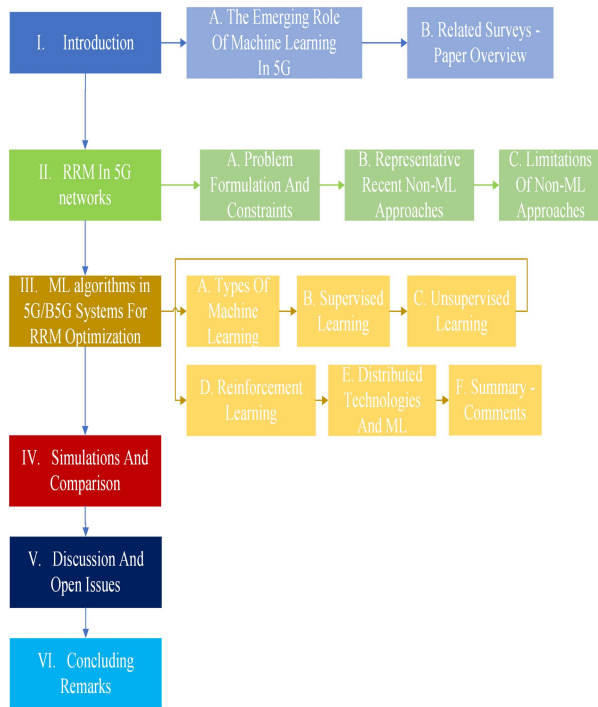 I. Introduction
A. The Emerging Role
Of Machine Learning
In 5G
B. Related Surveys -
Paper Overview
II. RRM In 5G
networks
A. Problem
Formulation And
Constraints
B. Representative
Recent Non-ML
Approaches
C. Limitations
Of Non-ML
Approaches
III. ML algorithms in
5G/B5G Systems For
RRM Optimization
A. Types Of
Machine
Learning
B. Supervised
Learning
C. Unsupervised
Learning
D. Reinforcement
Learning
E. Distributed
Technologies
And ML
F. Summary -
Comments
IV. Simulations And
Comparison
V. Discussion And
Open Issues
VI. Concluding
Remarks